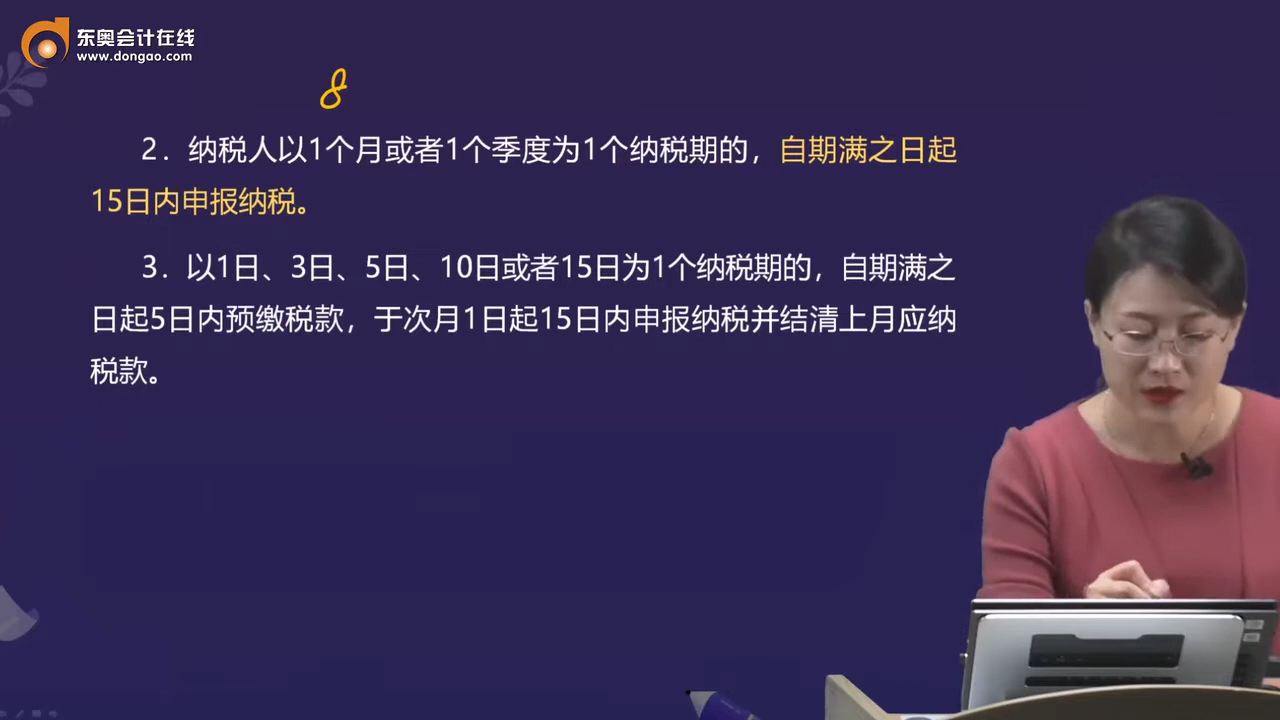 东奥会计在线
www.dongao.com
8
2．纳税人以1个月或者1个季度为1个纳税期的，自期满之日起
15日内申报纳税。
3．以1日、3日、5日、10日或者15日为1个纳税期的，自期满之
日起5日内预缴税款，于次月1日起15日内申报纳税并结清上月应纳
税款。